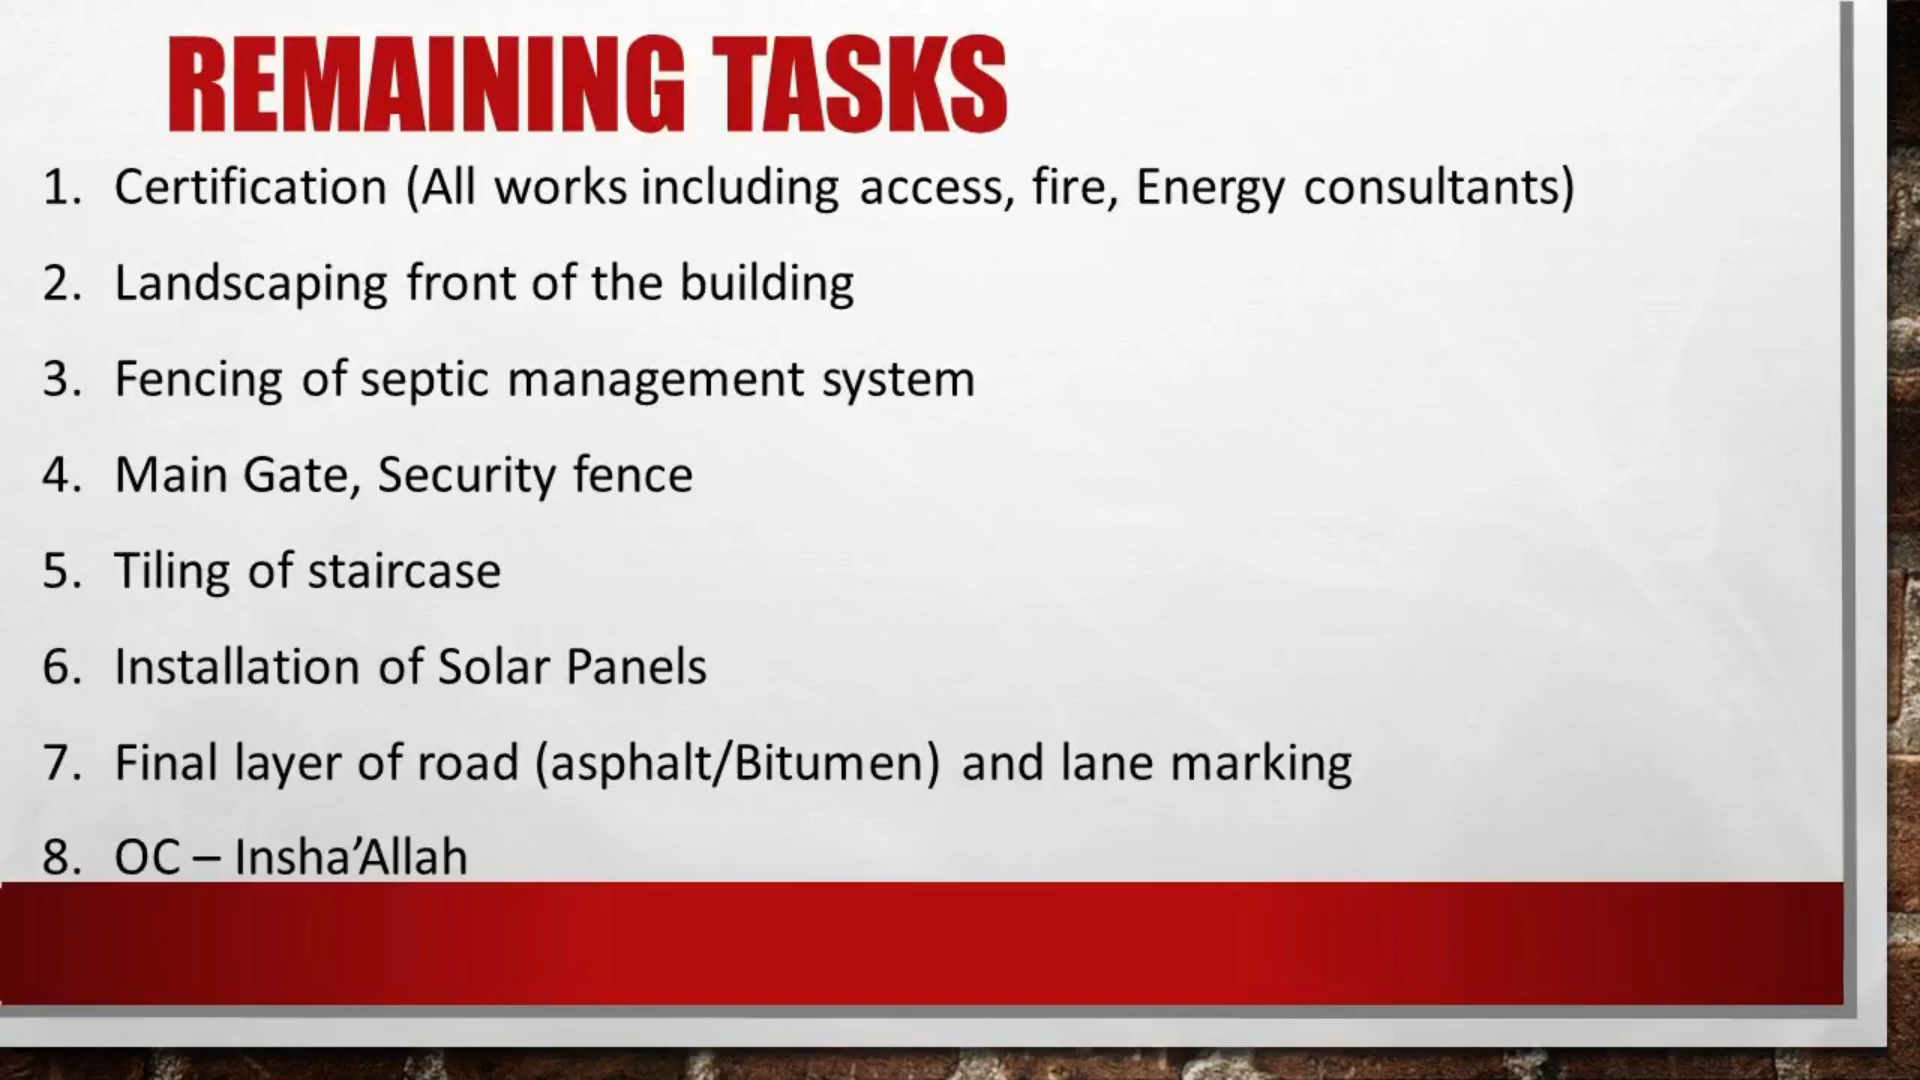 REMAINING TASKS
1. Certification (All works including access, fire, Energy consultants)
2. Landscaping front of the building
3. Fencing of septic management system
4. Main Gate, Security fence
5. Tiling of staircase
6. Installation of Solar Panels
7. Final layer of road (asphalt/Bitumen) and lane marking
8. OC – Insha’Allah